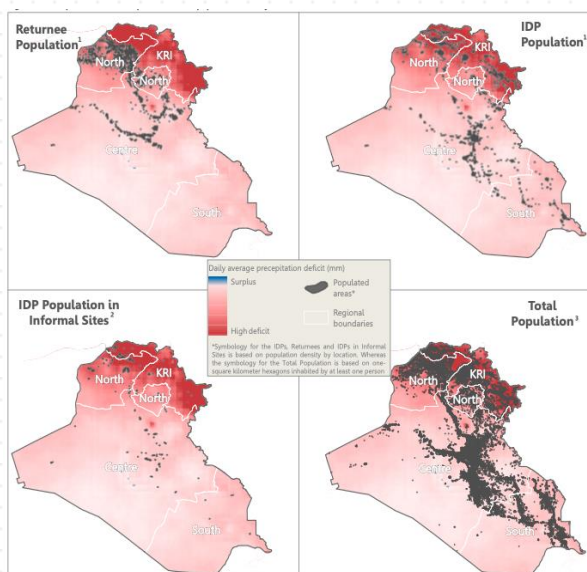 Returnee
Population¹
North
KRI
North
Centre
South
IDP
Population¹
North
KRI
North
Centre
South
Daily average precepitation deficit (mm)
Surplus
High deficit
Populated
areas*
Regional
boundaries
*Symbology for the IDPs, Returnees and IDPs in Informal
Sites is based on population density by location. Whereas
the symbology for the Total Population is based on one-
square kilometer hexagons inhabited by at least one person
IDP Population in
Informal Sites²
North
KRI
North
Centre
South
Total
Population³
North
KRI
North
Centre
South